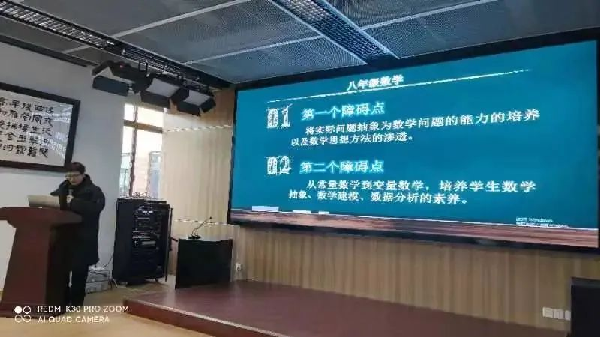 八年级数学
01 第一个障碍点
将实际问题抽象为数学问题的能力的培养
以及数学思想方法的渗透。
02 第二个障碍点
从常量数学到变量数学，培养学生数学
抽象、数学建模、数据分析的素养。
REDMI K30 PRO ZOOM
AI QUAD CAMERA